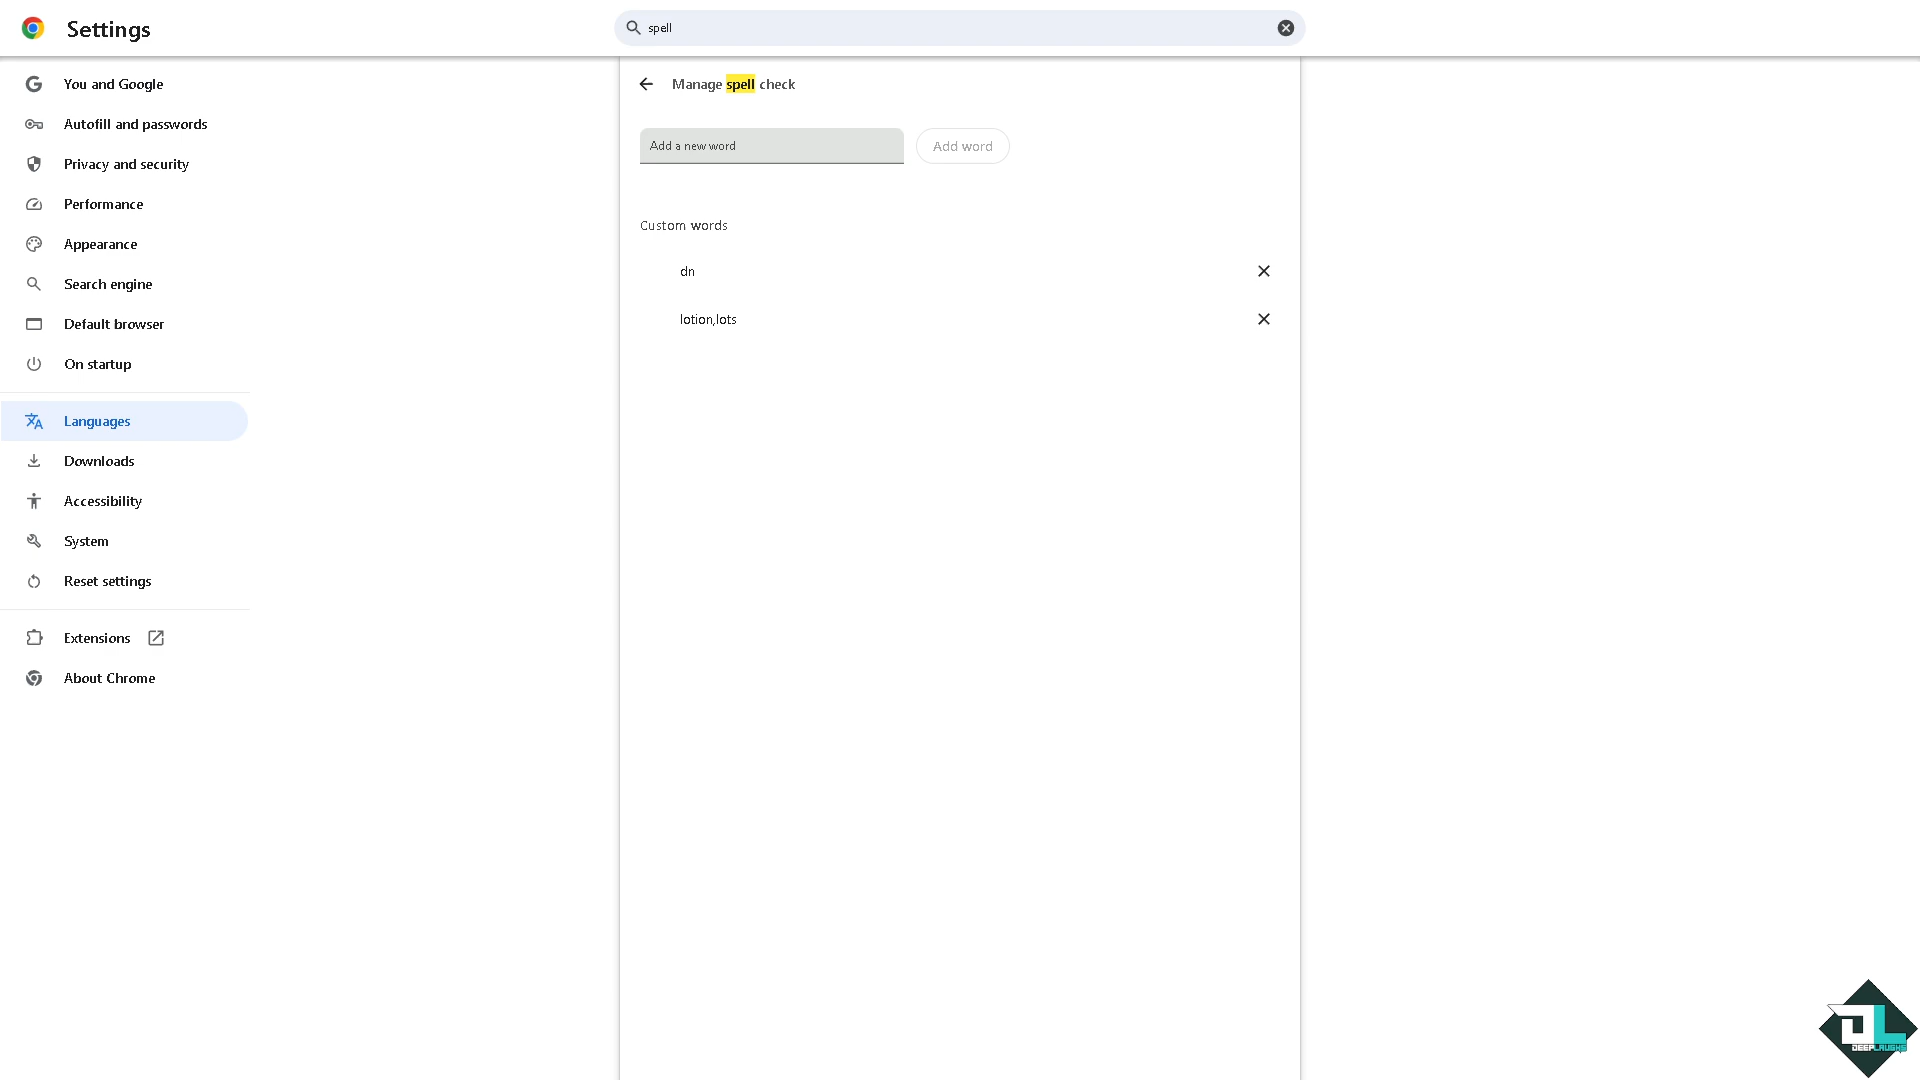 Settings
spell
You and Google
Autofill and passwords
Privacy and security
Performance
Appearance
Search engine
Default browser
On startup
Languages
Downloads
Accessibility
System
Reset settings
Extensions
About Chrome
Manage spell check
Add a new word
Add word
Custom words
dn
lotion,lots
DEEPLAUGHS